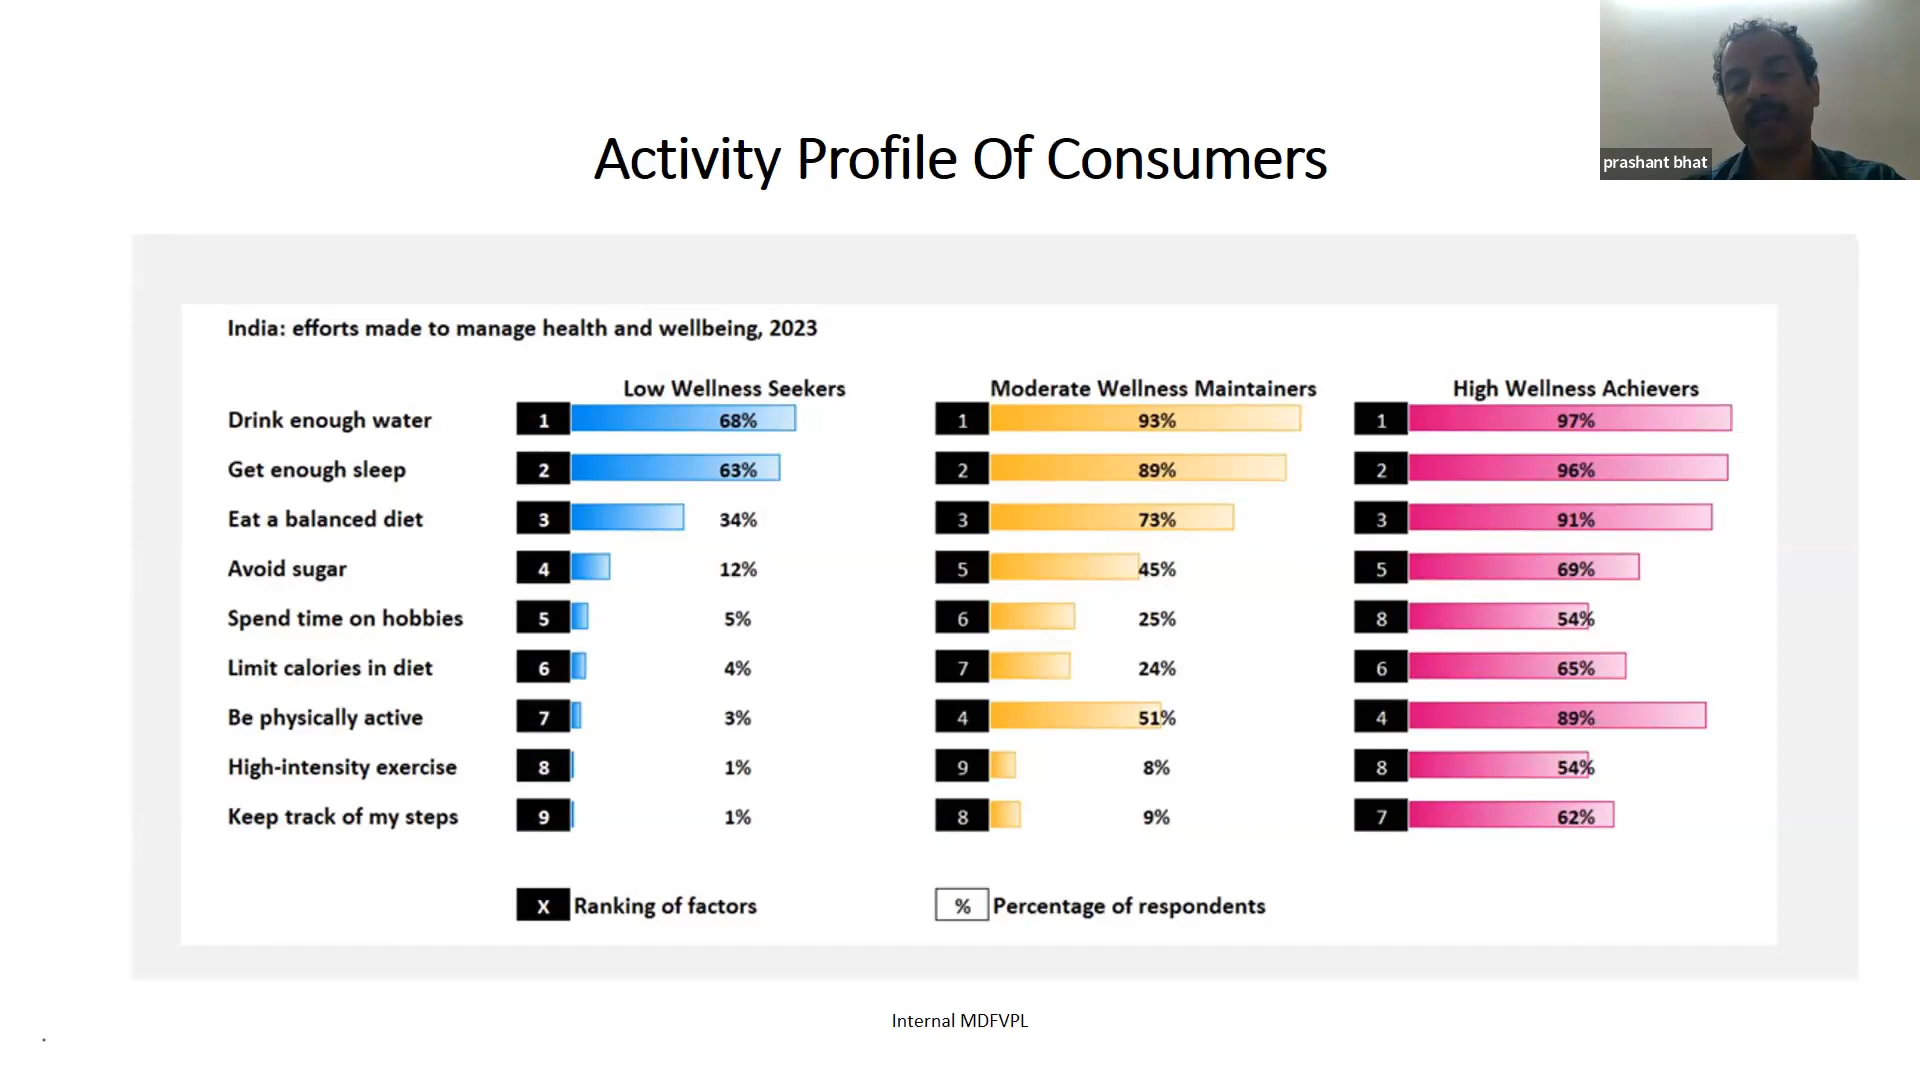 prashant bhat
Activity Profile Of Consumers
India: efforts made to manage health and wellbeing, 2023
Low Wellness Seekers Moderate Wellness Maintainers High Wellness Achievers
Drink enough water 1 68% 1 93% 1 97%
Get enough sleep 2 63% 2 89% 2 96%
Eat a balanced diet 3 34% 3 73% 3 91%
Avoid sugar 4 12% 5 45% 5 69%
Spend time on hobbies 5 5% 6 25% 8 54%
Limit calories in diet 6 4% 7 24% 6 65%
Be physically active 7 3% 4 51% 4 89%
High-intensity exercise 8 1% 9 8% 8 54%
Keep track of my steps 9 1% 8 9% 7 62%
X Ranking of factors % Percentage of respondents
Internal MDFVPL
.